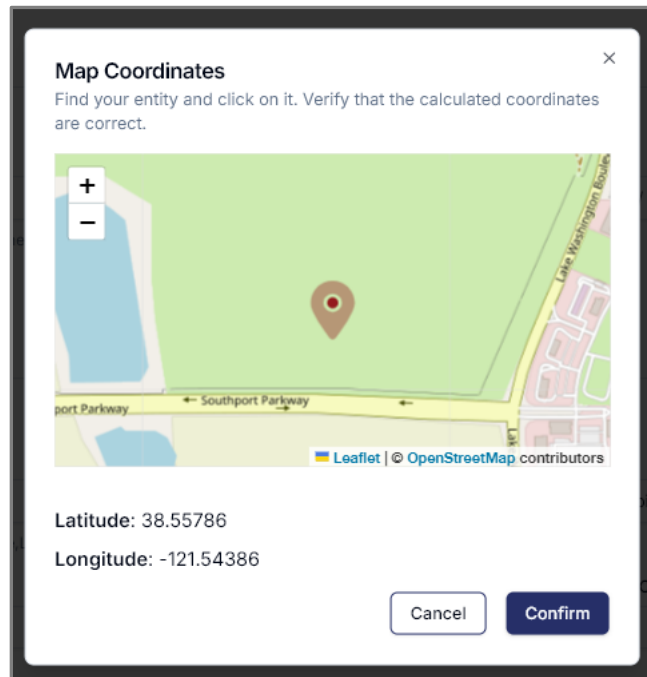 ×
Map Coordinates
Find your entity and click on it. Verify that the calculated coordinates
are correct.
+
−
Lake Washington Boule
← Southport Parkway
port Parkway
→
←
Lak
Leaflet | © OpenStreetMap contributors
Latitude: 38.55786
Longitude: -121.54386
Cancel
Confirm